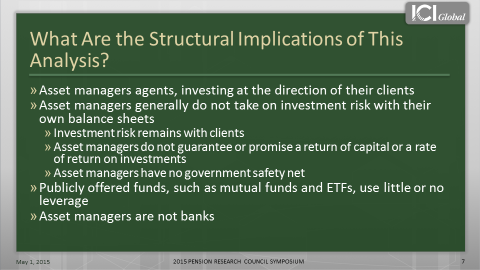 ICI Global
What Are the Structural Implications of This
Analysis?
» Asset managers agents, investing at the direction of their clients
» Asset managers generally do not take on investment risk with their
own balance sheets
» Investment risk remains with clients
» Asset managers do not guarantee or promise a return of capital or a rate
of return on investments
» Asset managers have no government safety net
» Publicly offered funds, such as mutual funds and ETFs, use little or no
leverage
» Asset managers are not banks
May 1, 2015 2015 PENSION RESEARCH COUNCIL SYMPOSIUM 7